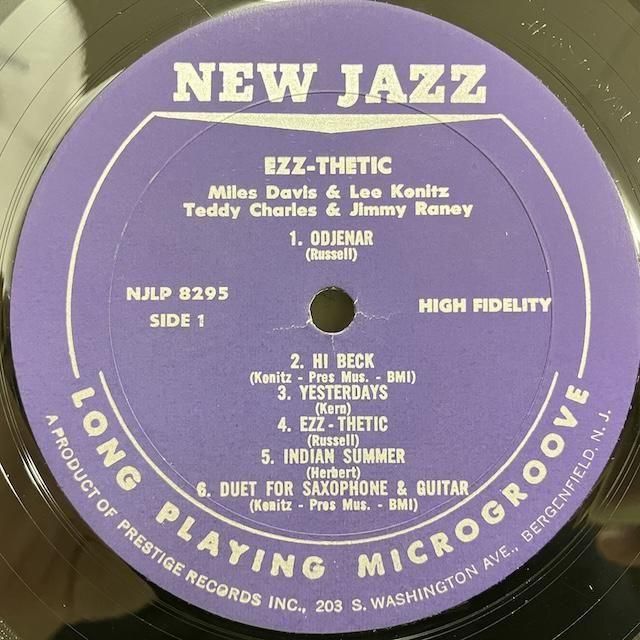 NEW JAZZ
EZZ-THETIC
Miles Davis & Lee Konitz
Teddy Charles & Jimmy Raney
1. ODJENAR
(Russell)
NJLP 8295
SIDE 1
HIGH FIDELITY
2. HI BECK
(Konitz - Pres Mus. - BMI)
3. YESTERDAYS
(Kern)
4. EZZ - THETIC
(Russell)
5. INDIAN SUMMER
(Herbert)
6. DUET FOR SAXOPHONE & GUITAR
(Konitz - Pres Mus. - BMI)
LONG PLAYING MICROGROOVE
A PRODUCT OF PRESTIGE RECORDS INC., 203 S. WASHINGTON AVE., BERGENFIELD, N. J.